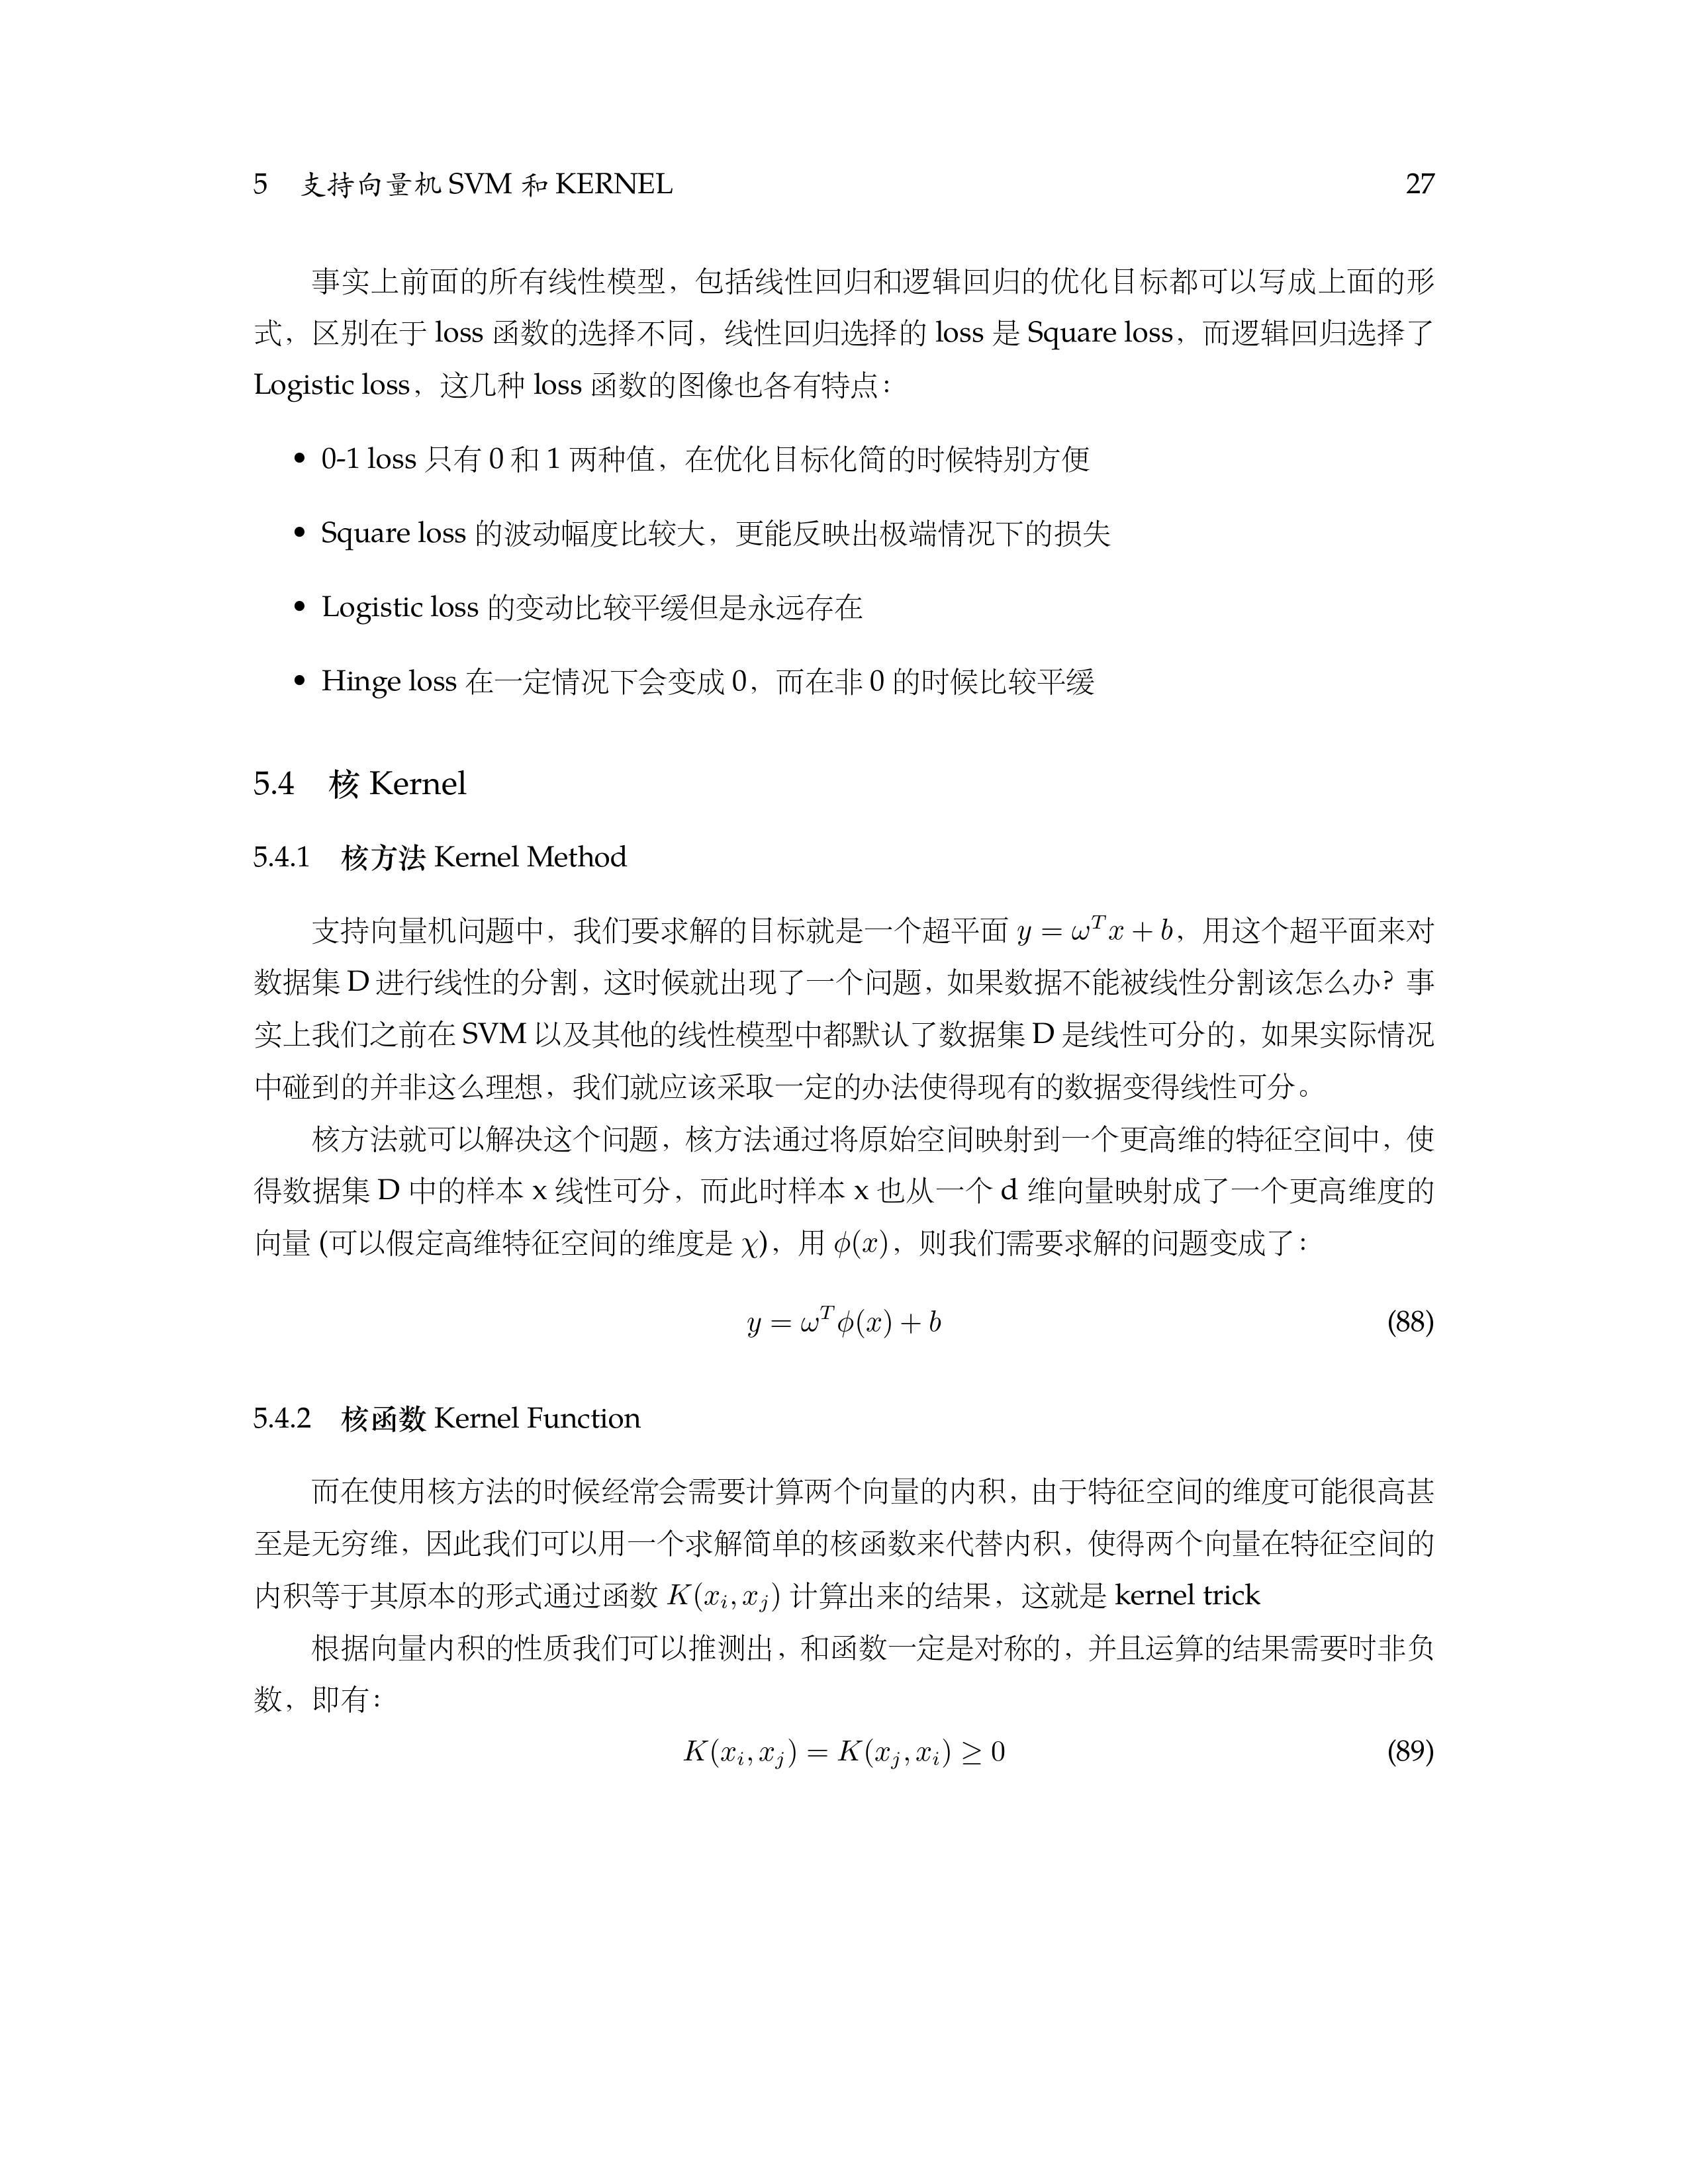 5 支持向量机 SVM 和 KERNEL 27
事实上前面的所有线性模型，包括线性回归和逻辑回归的优化目标都可以写成上面的形
式，区别在于 loss 函数的选择不同，线性回归选择的 loss 是 Square loss，而逻辑回归选择了
Logistic loss，这几种 loss 函数的图像也各有特点：
• 0-1 loss 只有 0 和 1 两种值，在优化目标化简的时候特别方便
• Square loss 的波动幅度比较大，更能反映出极端情况下的损失
• Logistic loss 的变动比较平缓但是永远存在
• Hinge loss 在一定情况下会变成 0，而在非 0 的时候比较平缓
5.4 核 Kernel
5.4.1 核方法 Kernel Method
支持向量机问题中，我们要求解的目标就是一个超平面 y = ω^T x + b，用这个超平面来对
数据集 D 进行线性的分割，这时候就出现了一个问题，如果数据不能被线性分割该怎么办？事
实上我们之前在 SVM 以及其他的线性模型中都默认了数据集 D 是线性可分的，如果实际情况
中碰到的并非这么理想，我们就应该采取一定的办法使得现有的数据变得线性可分。
核方法就可以解决这个问题，核方法通过将原始空间映射到一个更高维的特征空间中，使
得数据集 D 中的样本 x 线性可分，而此时样本 x 也从一个 d 维向量映射成了一个更高维度的
向量 (可以假定高维特征空间的维度是 χ)，用 ϕ(x)，则我们需要求解的问题变成了：
y = ω^T ϕ(x) + b (88)
5.4.2 核函数 Kernel Function
而在使用核方法的时候经常会需要计算两个向量的内积，由于特征空间的维度可能很高甚
至是无穷维，因此我们可以用一个求解简单的核函数来代替内积，使得两个向量在特征空间的
内积等于其原本的形式通过函数 K(x_i, x_j) 计算出来的结果，这就是 kernel trick
根据向量内积的性质我们可以推测出，和函数一定是对称的，并且运算的结果需要时非负
数，即有：
K(x_i, x_j) = K(x_j, x_i) ≥ 0 (89)